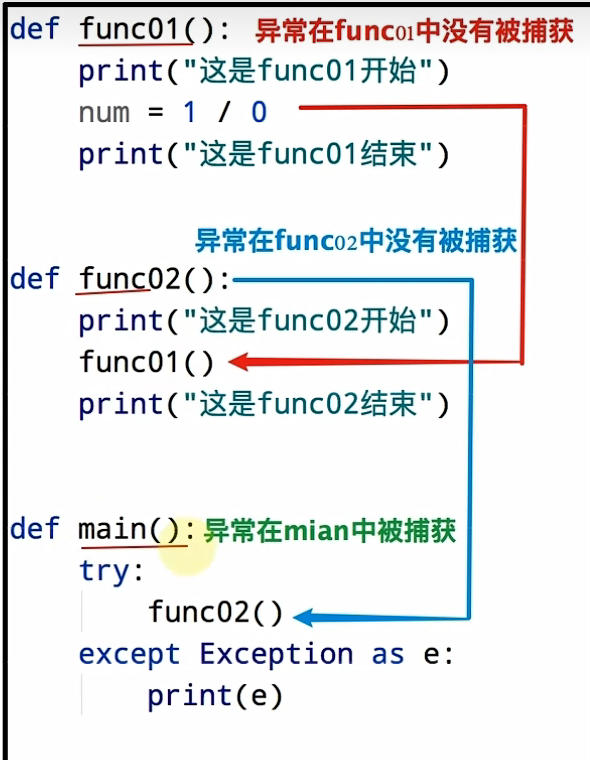 def func01(): 异常在func01中没有被捕获
print("这是func01开始")
num = 1 / 0
print("这是func01结束")
异常在func02中没有被捕获
def func02():
print("这是func02开始")
func01()
print("这是func02结束")
def main(): 异常在mian中被捕获
try:
func02()
except Exception as e:
print(e)